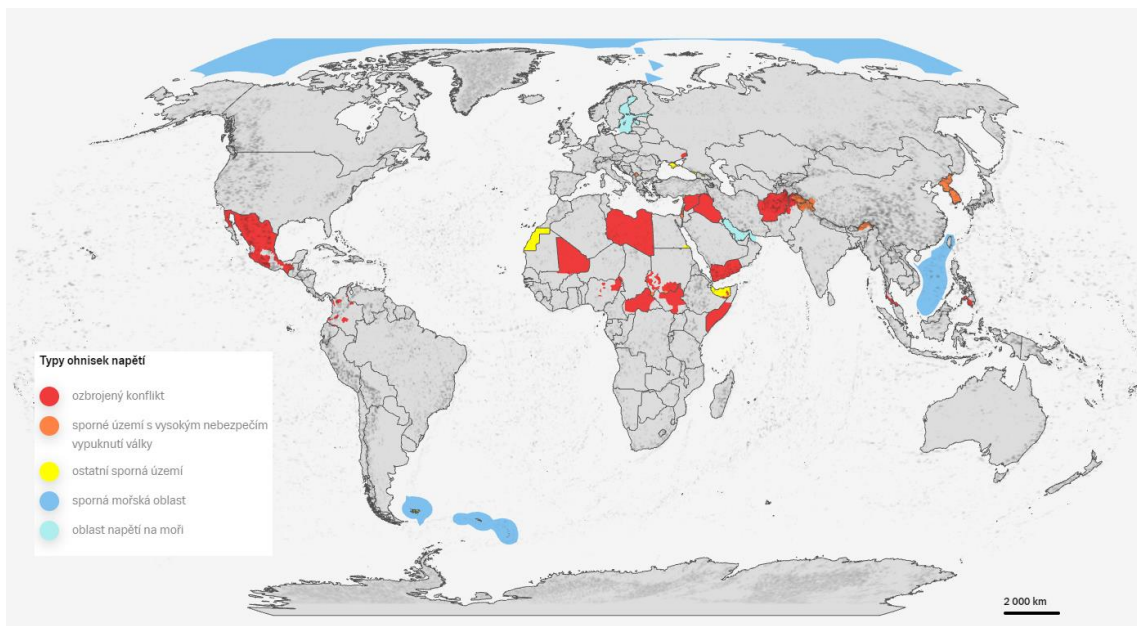 Typy ohnisek napětí
ozbrojený konflikt
sporné území s vysokým nebezpečím
vypuknutí války
ostatní sporná území
sporná mořská oblast
oblast napětí na moři
2 000 km